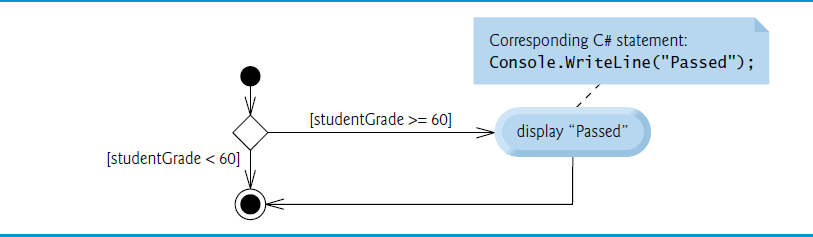 Corresponding C# statement:
Console.WriteLine("Passed");
[studentGrade >= 60]
display “Passed”
[studentGrade < 60]